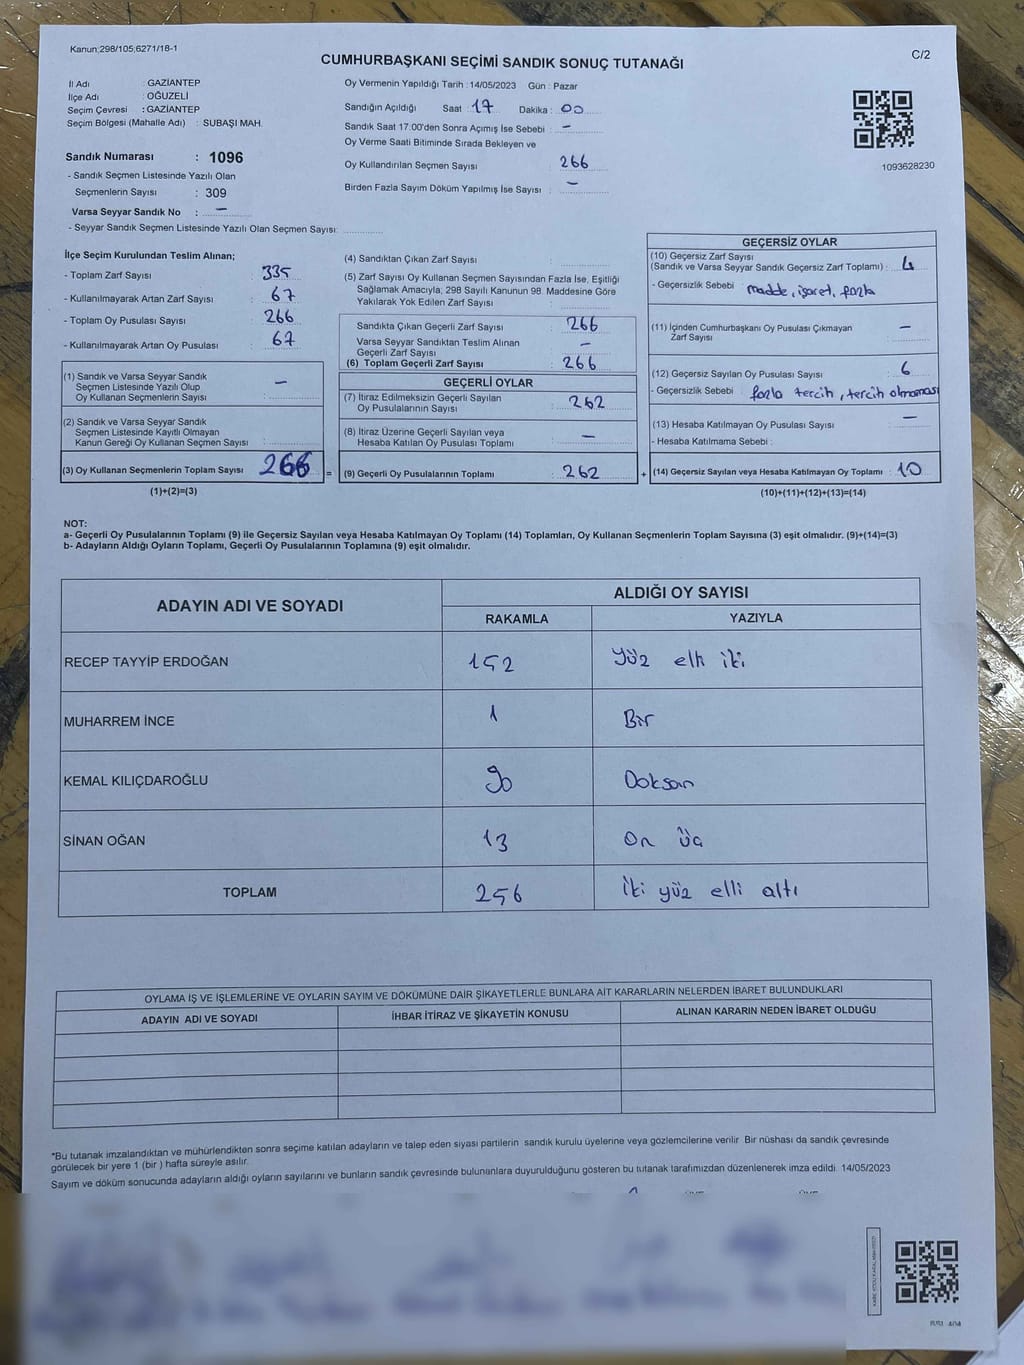 Kanun;298/105;6271/18-1
C/2
CUMHURBAŞKANI SEÇİMİ SANDIK SONUÇ TUTANAĞI
İl Adı : GAZİANTEP
İlçe Adı : OĞUZELİ
Seçim Çevresi : GAZİANTEP
Seçim Bölgesi (Mahalle Adı) : SUBAŞI MAH.
Sandık Numarası : 1096
- Sandık Seçmen Listesinde Yazılı Olan
Seçmenlerin Sayısı : 309
Varsa Seyyar Sandık No : -
- Seyyar Sandık Seçmen Listesinde Yazılı Olan Seçmen Sayısı:
Oy Vermenin Yapıldığı Tarih :14/05/2023 Gün : Pazar
Sandığın Açıldığı Saat : 17 Dakika : 00
Sandık Saat 17:00'den Sonra Açımış İse Sebebi : -
Oy Verme Saati Bitiminde Sırada Bekleyen ve
Oy Kullandırılan Seçmen Sayısı : 266
Birden Fazla Sayım Döküm Yapılmış İse Sayısı : -
1093628230
İlçe Seçim Kurulundan Teslim Alınan;
- Toplam Zarf Sayısı : 335
- Kullanılmayarak Artan Zarf Sayısı : 67
- Toplam Oy Pusulası Sayısı : 266
- Kullanılmayarak Artan Oy Pusulası : 67
(1) Sandık ve Varsa Seyyar Sandık
Seçmen Listesinde Yazılı Olup
Oy Kullanan Seçmenlerin Sayısı : -
(2) Sandık ve Varsa Seyyar Sandık
Seçmen Listesinde Kayıtlı Olmayan
Kanun Gereği Oy Kullanan Seçmen Sayısı :
(3) Oy Kullanan Seçmenlerin Toplam Sayısı : 266
(1)+(2)=(3)
(4) Sandıktan Çıkan Zarf Sayısı :
(5) Zarf Sayısı Oy Kullanan Seçmen Sayısından Fazla İse, Eşitliği
Sağlamak Amacıyla; 298 Sayılı Kanunun 98. Maddesine Göre
Yakılarak Yok Edilen Zarf Sayısı :
Sandıkta Çıkan Geçerli Zarf Sayısı : 266
Varsa Seyyar Sandıktan Teslim Alınan
Geçerli Zarf Sayısı : -
(6) Toplam Geçerli Zarf Sayısı : 266
GEÇERLİ OYLAR
(7) İtiraz Edilmeksizin Geçerli Sayılan
Oy Pusulalarının Sayısı : 262
(8) İtiraz Üzerine Geçerli Sayılan veya
Hesaba Katılan Oy Pusulası Toplamı : -
= (9) Geçerli Oy Pusulalarının Toplamı : 262
GEÇERSİZ OYLAR
(10) Geçersiz Zarf Sayısı
(Sandık ve Varsa Seyyar Sandık Geçersiz Zarf Toplamı) : 4
- Geçersizlik Sebebi : madde, işaret, fazla
(11) İçinden Cumhurbaşkanı Oy Pusulası Çıkmayan
Zarf Sayısı : -
(12) Geçersiz Sayılan Oy Pusulası Sayısı : 6
- Geçersizlik Sebebi : fazla tercih, tercih olmaması
(13) Hesaba Katılmayan Oy Pusulası Sayısı : -
- Hesaba Katılmama Sebebi :
+ (14) Geçersiz Sayılan veya Hesaba Katılmayan Oy Toplamı : 10
(10)+(11)+(12)+(13)=(14)
NOT:
a- Geçerli Oy Pusulalarının Toplamı (9) ile Geçersiz Sayılan veya Hesaba Katılmayan Oy Toplamı (14) Toplamları, Oy Kullanan Seçmenlerin Toplam Sayısına (3) eşit olmalıdır. (9)+(14)=(3)
b- Adayların Aldığı Oyların Toplamı, Geçerli Oy Pusulalarının Toplamına (9) eşit olmalıdır.
ADAYIN ADI VE SOYADI
ALDIĞI OY SAYISI
RAKAMLA YAZIYLA
RECEP TAYYİP ERDOĞAN 152 Yüz elli iki
MUHARREM İNCE 1 Bir
KEMAL KILIÇDAROĞLU 90 Doksan
SİNAN OĞAN 13 On üç
TOPLAM 256 İki yüz elli altı
OYLAMA İŞ VE İŞLEMLERİNE VE OYLARIN SAYIM VE DÖKÜMÜNE DAİR ŞİKAYETLERLE BUNLARA AİT KARARLARIN NELERDEN İBARET BULUNDUKLARI
ADAYIN ADI VE SOYADI İHBAR İTİRAZ VE ŞİKAYETİN KONUSU ALINAN KARARIN NEDEN İBARET OLDUĞU
*Bu tutanak imzalandıktan ve mühürlendikten sonra seçime katılan adayların ve talep eden siyasi partilerin sandık kurulu üyelerine veya gözlemcilerine verilir. Bir nüshası da sandık çevresinde
görülecek bir yere 1 (bir ) hafta süreyle asılır.
Sayım ve döküm sonucunda adayların aldığı oyların sayılarını ve bunların sandık çevresinde bulunanlara duyurulduğunu gösteren bu tutanak tarafımızdan düzenlenerek imza edildi. 14/05/2023